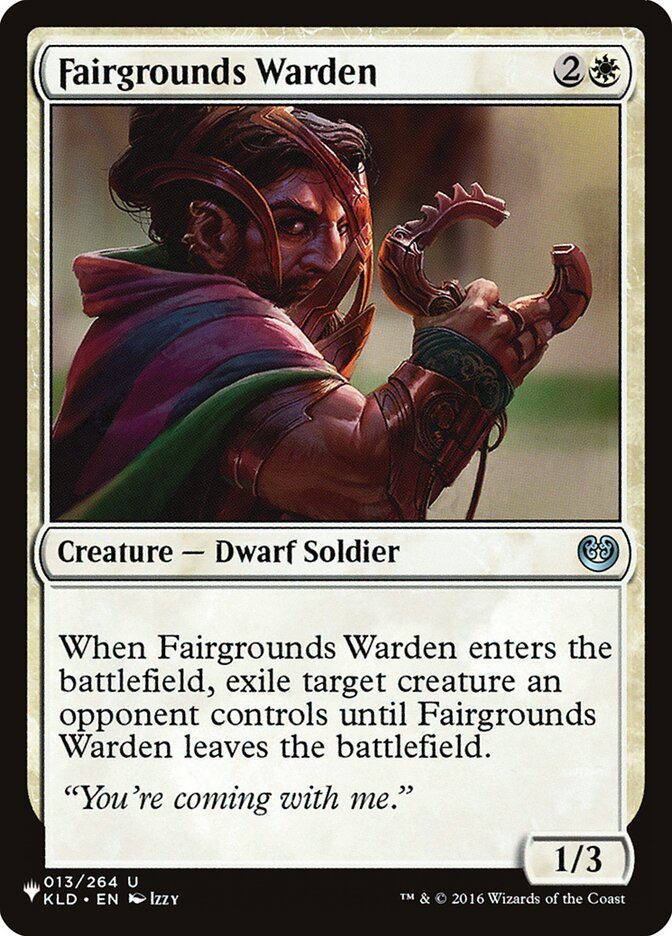 Fairgrounds Warden 2
Creature — Dwarf Soldier
When Fairgrounds Warden enters the
battlefield, exile target creature an
opponent controls until Fairgrounds
Warden leaves the battlefield.
“You’re coming with me.”
1/3
013/264 U
KLD • EN Izzy
™ & © 2016 Wizards of the Coast